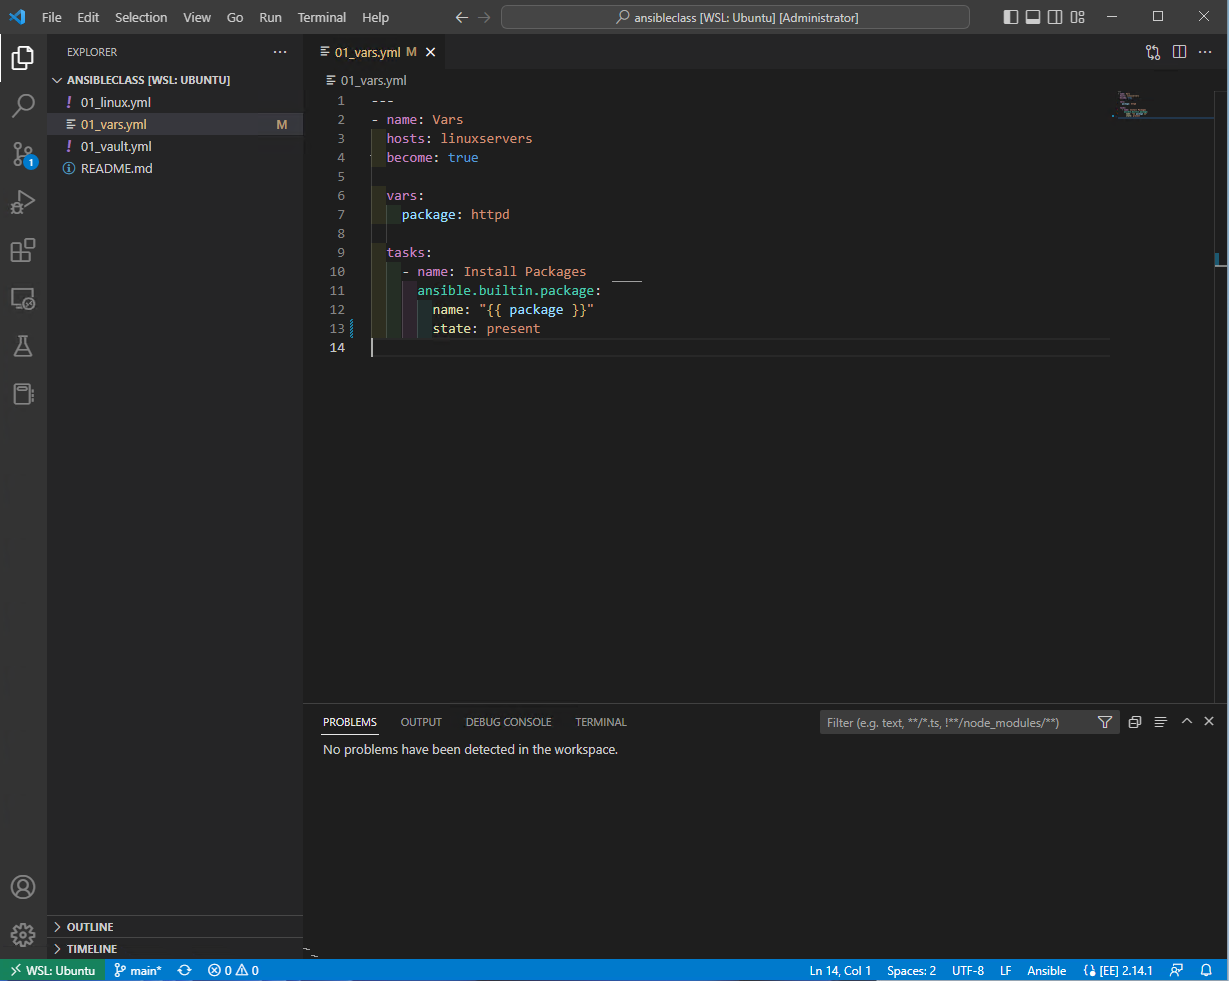 File Edit Selection View Go Run Terminal Help
ansibleclass [WSL: Ubuntu] [Administrator]
EXPLORER
ANSIBLECLASS [WSL: UBUNTU]
! 01_linux.yml
01_vars.yml M
! 01_vault.yml
README.md
1
OUTLINE
TIMELINE
01_vars.yml M
01_vars.yml
1 ---
2 - name: Vars
3 hosts: linuxservers
4 become: true
5
6 vars:
7 package: httpd
8
9 tasks:
10 - name: Install Packages
11 ansible.builtin.package:
12 name: "{{ package }}"
13 state: present
14
PROBLEMS OUTPUT DEBUG CONSOLE TERMINAL
Filter (e.g. text, **/*.ts, !**/node_modules/**)
No problems have been detected in the workspace.
WSL: Ubuntu main* 0 0 Ln 14, Col 1 Spaces: 2 UTF-8 LF Ansible [EE] 2.14.1